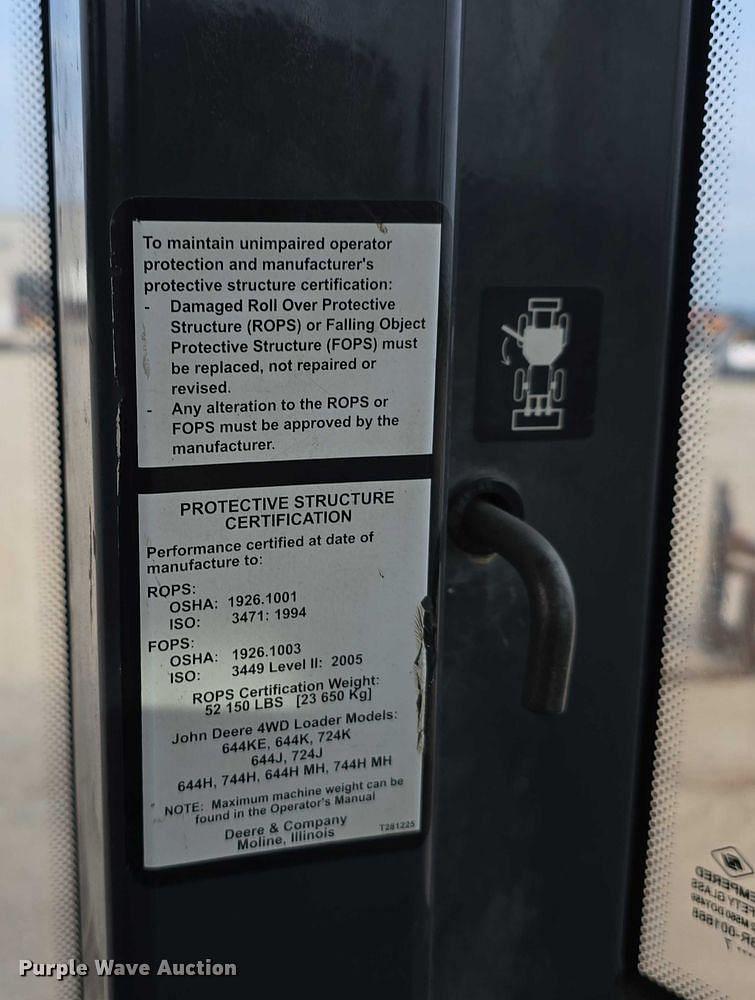 To maintain unimpaired operator
protection and manufacturer's
protective structure certification:
- Damaged Roll Over Protective
Structure (ROPS) or Falling Object
Protective Structure (FOPS) must
be replaced, not repaired or
revised.
- Any alteration to the ROPS or
FOPS must be approved by the
manufacturer.
PROTECTIVE STRUCTURE
CERTIFICATION
Performance certified at date of
manufacture to:
ROPS:
OSHA: 1926.1001
ISO: 3471: 1994
FOPS:
OSHA: 1926.1003
ISO: 3449 Level II: 2005
ROPS Certification Weight:
52 150 LBS [23 650 Kg]
John Deere 4WD Loader Models:
644KE, 644K, 724K
644J, 724J
644H, 744H, 644H MH, 744H MH
NOTE: Maximum machine weight can be
found in the Operator's Manual
Deere & Company
Moline, Illinois
T281225
Purple Wave Auction